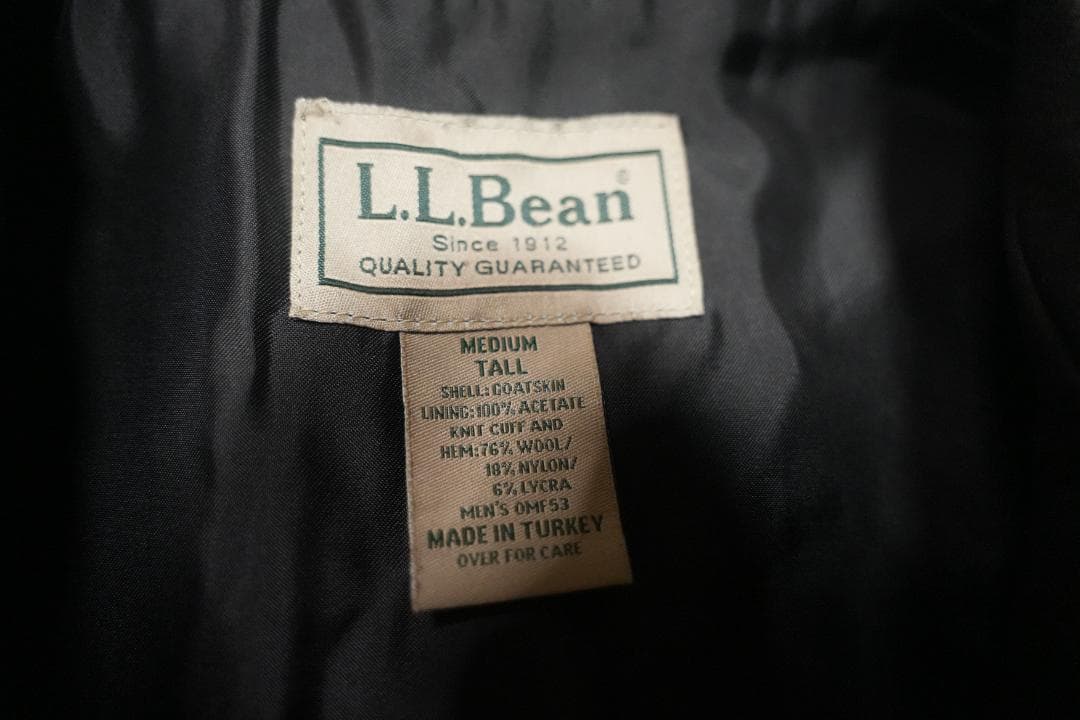 L.L.Bean®
Since 1912
QUALITY GUARANTEED
MEDIUM
TALL
SHELL:GOATSKIN
LINING:100% ACETATE
KNIT CUFF AND
HEM:76% WOOL/
18% NYLON/
6% LYCRA
MEN'S OMF53
MADE IN TURKEY
OVER FOR CARE